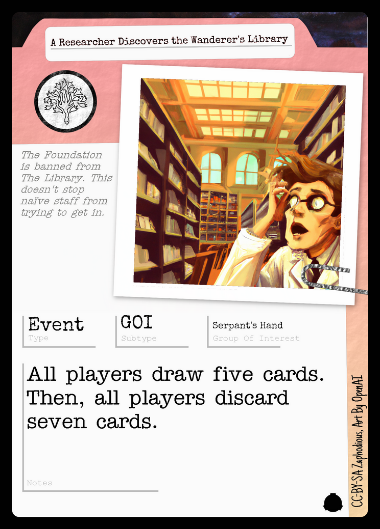 A Researcher Discovers the Wanderer's Library
The Foundation
is banned from
The Library. This
doesn't stop
naive staff from
trying to get in.
Event
Type
GOI
Subtype
Serpant's Hand
Group Of Interest
All players draw five cards.
Then, all players discard
seven cards.
Notes
CC-BY-SA Zaphodious, Art By OpenAI